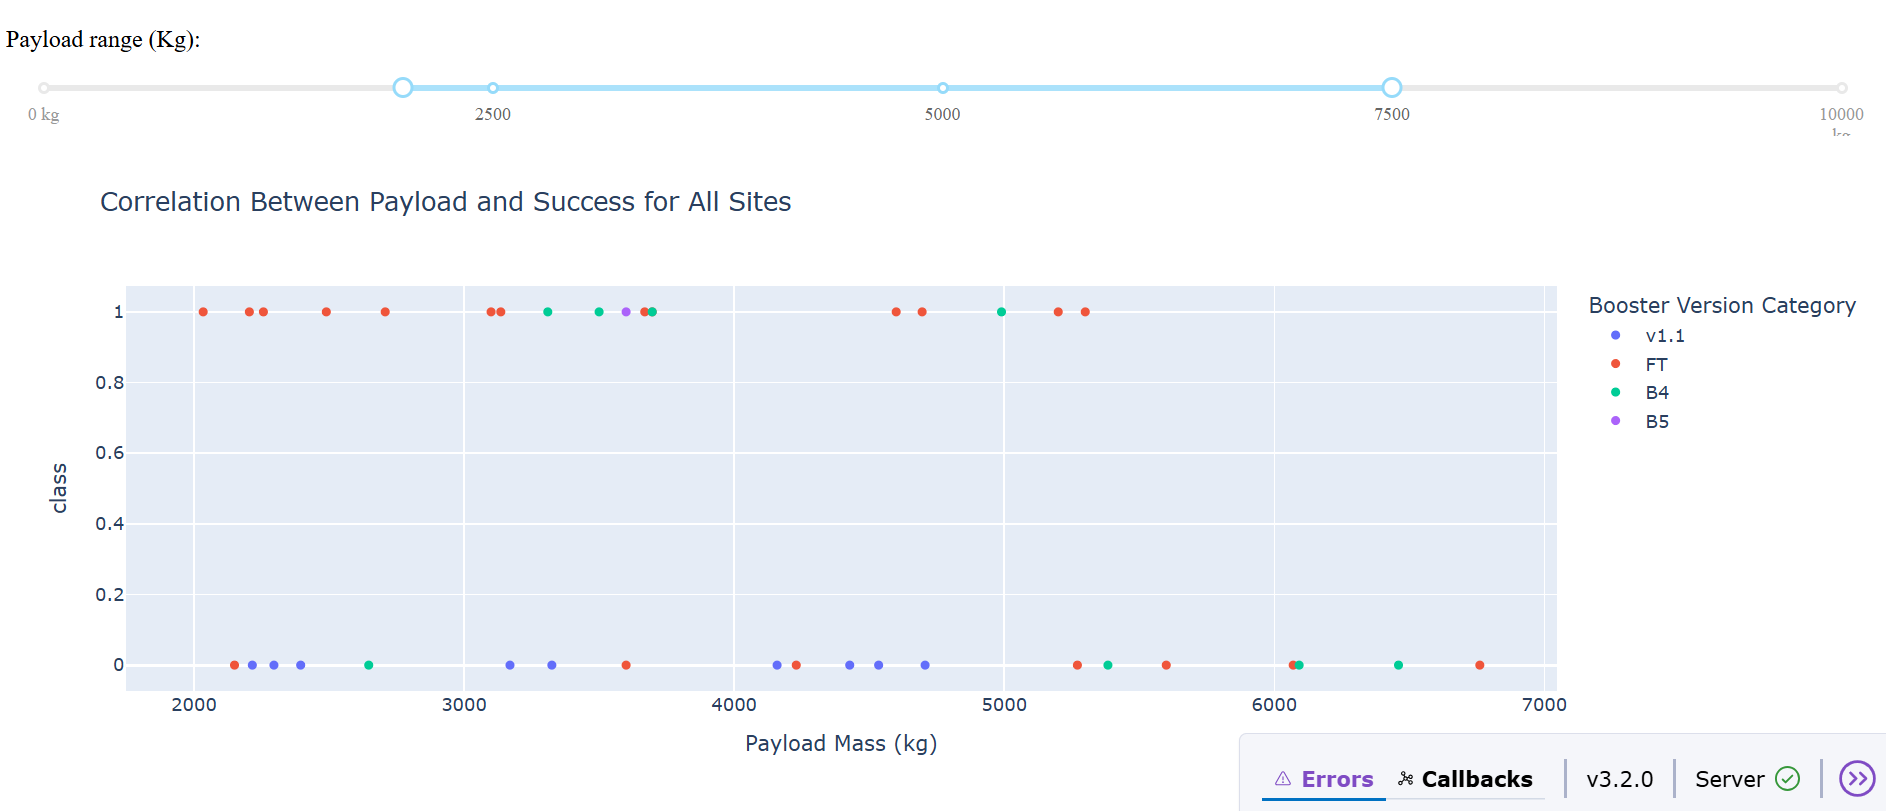 Payload range (Kg):
0 kg 2500 5000 7500 10000
kg
Correlation Between Payload and Success for All Sites
Booster Version Category
v1.1
FT
B4
B5
class
1
0.8
0.6
0.4
0.2
0
2000 3000 4000 5000 6000 7000
Payload Mass (kg)
Errors Callbacks v3.2.0 Server